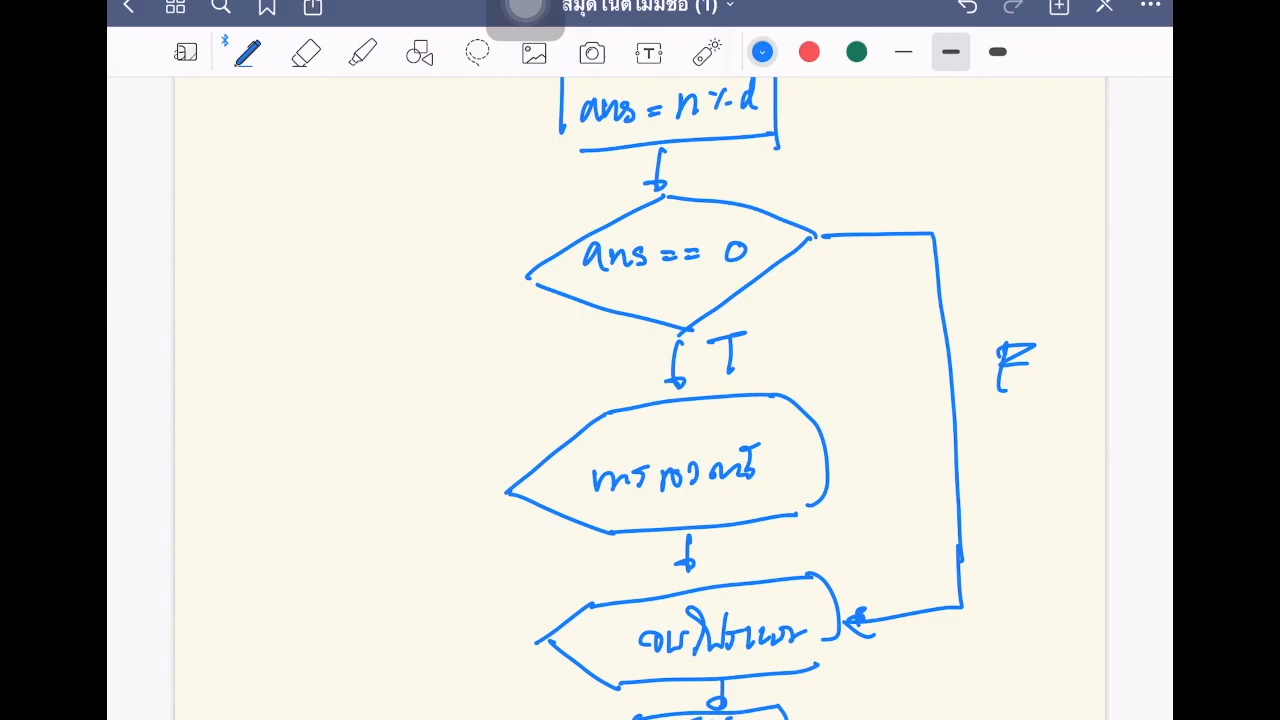 สมุดโน้ตไม่มีชื่อ (1)
T
ans = n % d
ans == 0
T
F
หารลงตัว
จบโปรแกรม